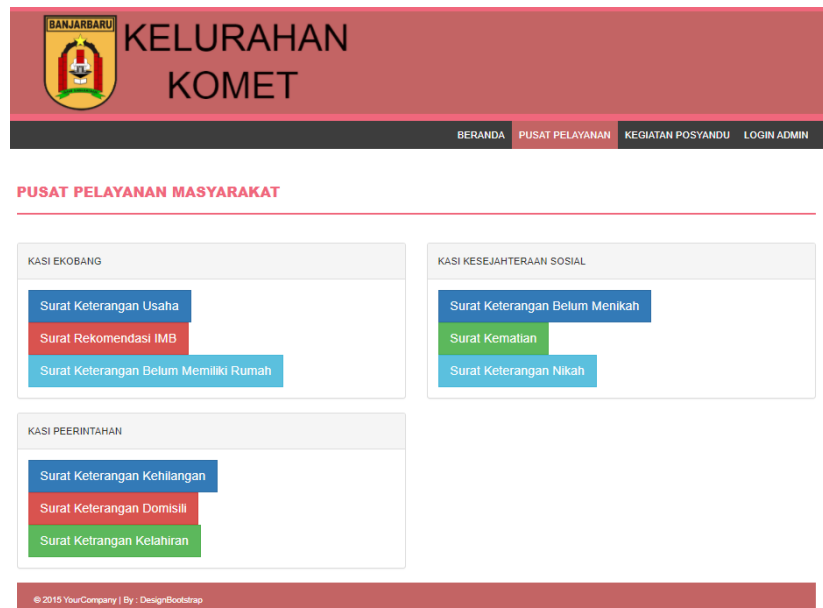 BANJARBARU
KELURAHAN
KOMET
BERANDA PUSAT PELAYANAN KEGIATAN POSYANDU LOGIN ADMIN
PUSAT PELAYANAN MASYARAKAT
KASI EKOBANG
Surat Keterangan Usaha
Surat Rekomendasi IMB
Surat Keterangan Belum Memiliki Rumah
KASI KESEJAHTERAAN SOSIAL
Surat Keterangan Belum Menikah
Surat Kematian
Surat Keterangan Nikah
KASI PEERINTAHAN
Surat Keterangan Kehilangan
Surat Keterangan Domisili
Surat Ketrangan Kelahiran
© 2015 YourCompany | By : DesignBootstrap